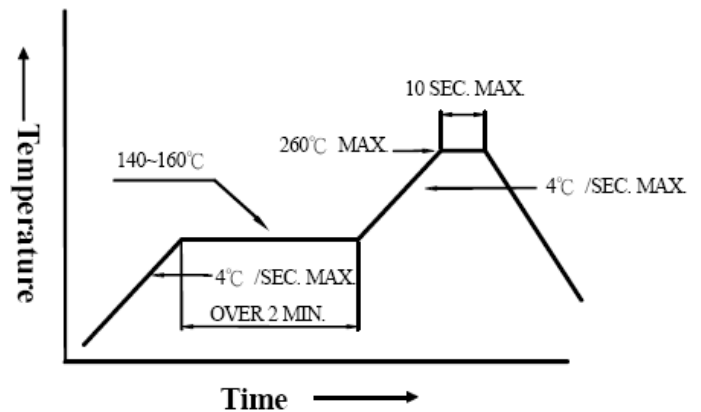 10 SEC. MAX.
260℃ MAX.
140~160℃
4℃ /SEC. MAX.
4℃ /SEC. MAX.
OVER 2 MIN.
Temperature
Time